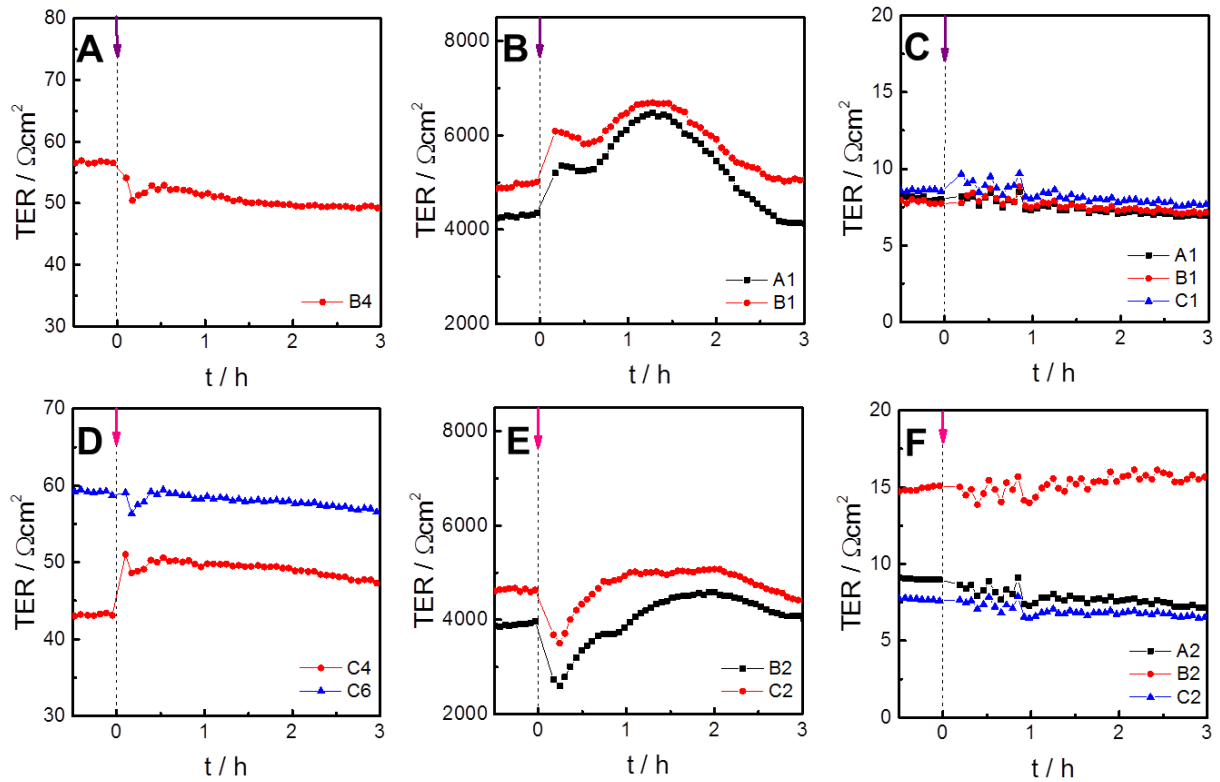 A
TER / Ωcm²
80
70
60
50
40
30
0 1 2 3
t / h
B4
B
TER / Ωcm²
8000
6000
4000
2000
0 1 2 3
t / h
A1
B1
C
TER / Ωcm²
20
15
10
5
0
0 1 2 3
t / h
A1
B1
C1
D
TER / Ωcm²
70
60
50
40
30
0 1 2 3
t / h
C4
C6
E
TER / Ωcm²
8000
6000
4000
2000
0 1 2 3
t / h
B2
C2
F
TER / Ωcm²
20
15
10
5
0
0 1 2 3
t / h
A2
B2
C2